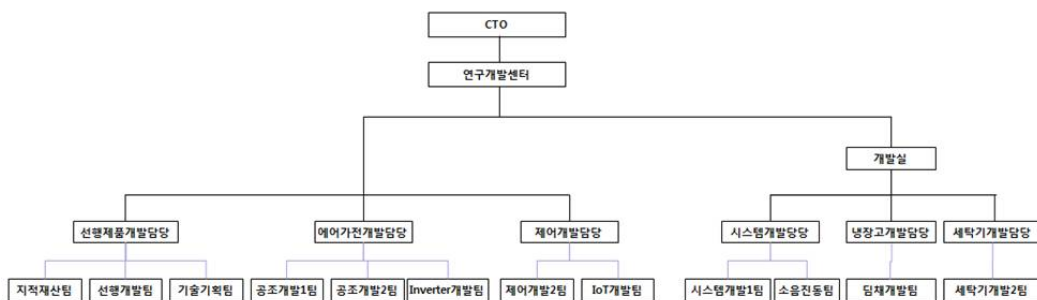 CTO
연구개발센터
개발실
선행제품개발담당
에어가전개발담당
제어개발담당
시스템개발당당
냉장고개발담당
세탁기개발담당
지적재산팀
선행개발팀
기술기획팀
공조개발1팀
공조개발2팀
Inverter개발팀
제어개발2팀
IoT개발팀
시스템개발1팀
소음진동팀
딤채개발팀
세탁기개발2팀